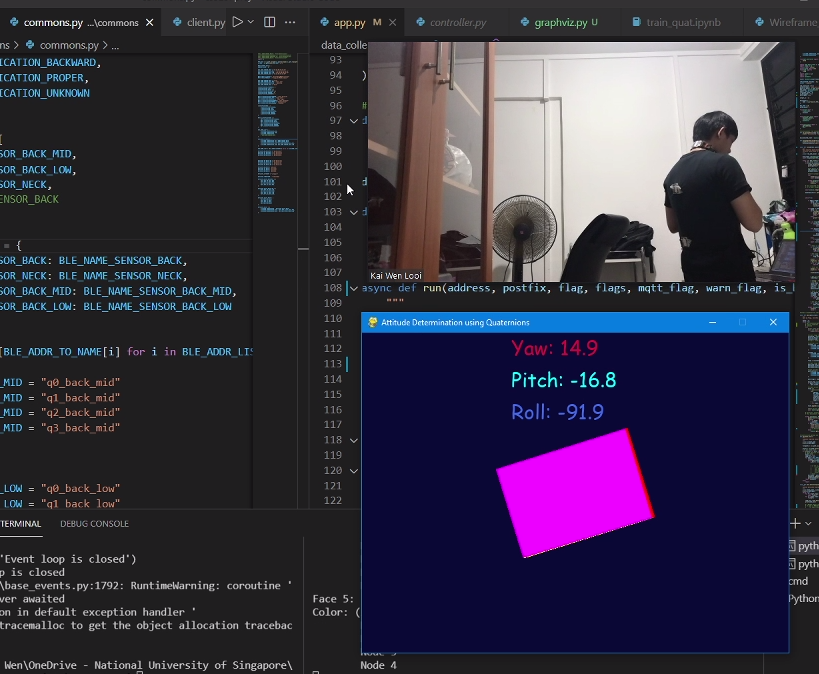 commons.py ...\commons
client.py
app.py M
controller.py
graphviz.py U
train_quat.ipynb
Wireframe
ns > commons.py > ...
data_colle
ICATION_BACKWARD,
ICATION_PROPER,
ICATION_UNKNOWN
[
SOR_BACK_MID,
SOR_BACK_LOW,
SOR_NECK,
ENSOR_BACK
= {
SOR_BACK: BLE_NAME_SENSOR_BACK,
SOR_NECK: BLE_NAME_SENSOR_NECK,
SOR_BACK_MID: BLE_NAME_SENSOR_BACK_MID,
SOR_BACK_LOW: BLE_NAME_SENSOR_BACK_LOW
[BLE_ADDR_TO_NAME[i] for i in BLE_ADDR_LIS
_MID = "q0_back_mid"
_MID = "q1_back_mid"
_MID = "q2_back_mid"
_MID = "q3_back_mid"
_LOW = "q0_back_low"
_LOW = "q1_back_low"
93
94 )
95
96 #
97 d
98
99
100
101 d
102
103 d
104
105
106
107
108 async def run(address, postfix, flag, flags, mqtt_flag, warn_flag, is_
109 """
110
111
112
113
114
115
116
117
118
119
120
121
122
Kai Wen Looi
Attitude Determination using Quaternions
Yaw: 14.9
Pitch: -16.8
Roll: -91.9
TERMINAL
DEBUG CONSOLE
'Event loop is closed')
p is closed
\base_events.py:1792: RuntimeWarning: coroutine '
ver awaited
on in default exception handler '
tracemalloc to get the object allocation tracebac
Wen\OneDrive - National University of Singapore\
Face 5:
Color: (
Node 4
pyth
pyth
cmd
Python